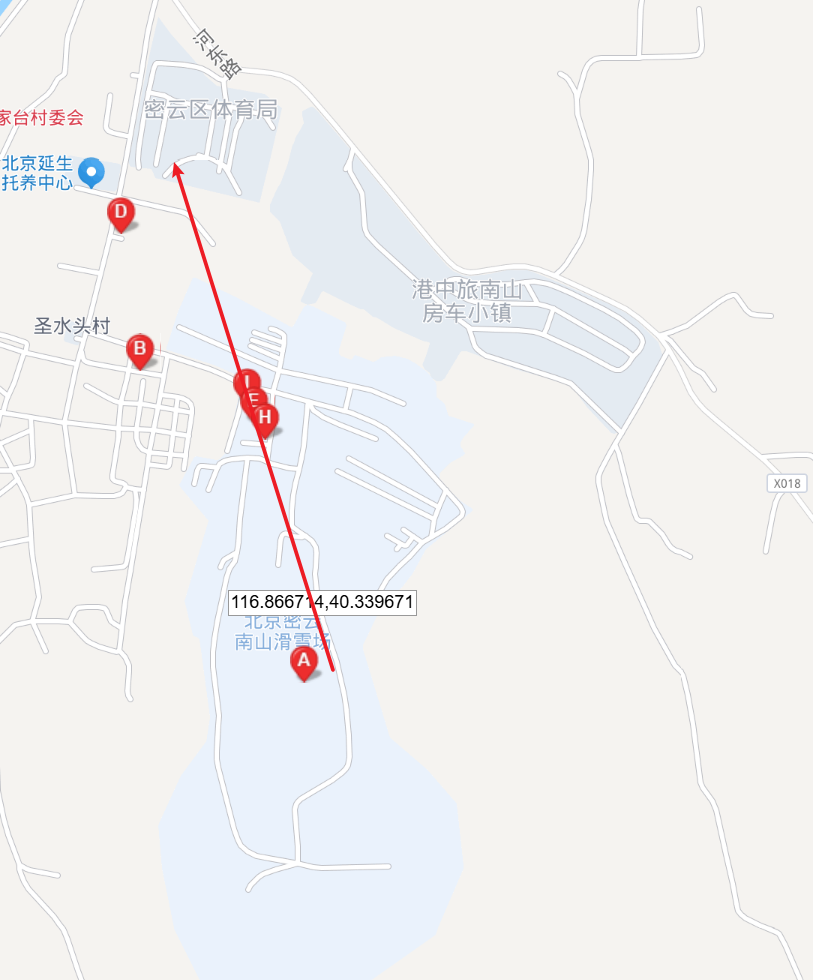 河东路
密云区体育局
家台村委会
北京延生
托养中心
D
港中旅南山
房车小镇
圣水头村
B
I
E
H
X018
116.866714,40.339671
北京密云
南山滑雪场
A